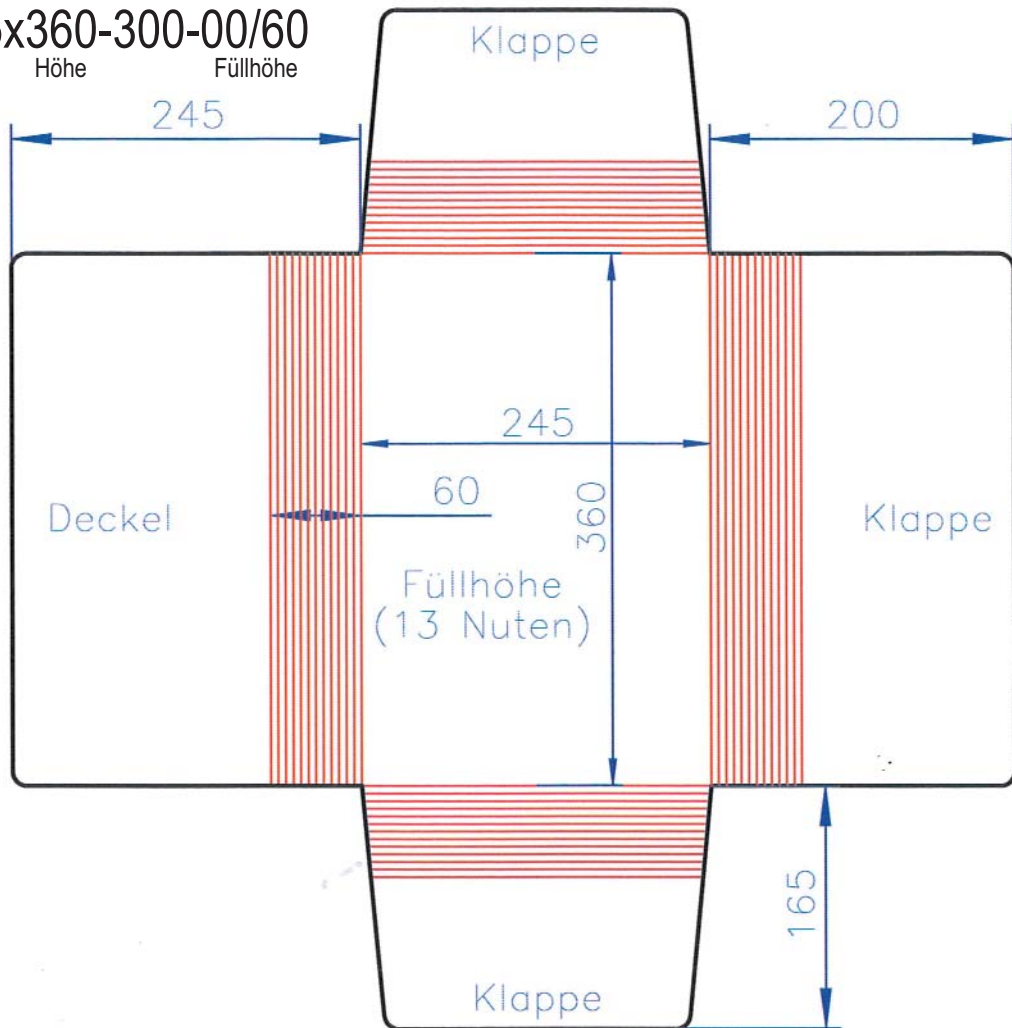 x360-300-00/60
Höhe Füllhöhe
Klappe
245
200
245
60
360
Deckel
Klappe
Füllhöhe
(13 Nuten)
165
Klappe